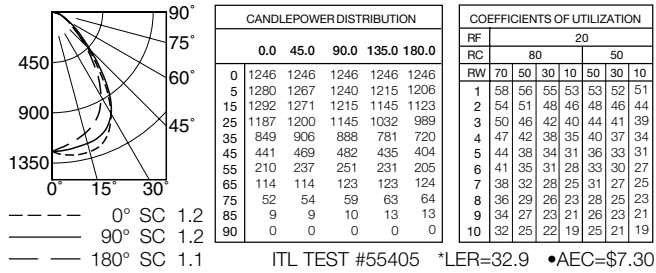 90°
75°
60°
45°
450
900
1350
0° 15° 30°
0° SC 1.2
90° SC 1.2
180° SC 1.1
CANDLEPOWER DISTRIBUTION
0.0 45.0 90.0 135.0 180.0
0 1246 1246 1246 1246 1246
5 1280 1267 1240 1215 1206
15 1292 1271 1215 1145 1123
25 1187 1200 1145 1032 989
35 849 906 888 781 720
45 441 469 482 435 404
55 210 237 251 231 205
65 114 114 123 123 124
75 52 54 59 63 64
85 9 9 10 13 13
90 0 0 0 0 0
COEFFICIENTS OF UTILIZATION
RF 20
RC 80 50
RW 70 50 30 10 50 30 10
1 58 56 55 53 53 52 51
2 54 51 48 46 48 46 44
3 50 46 42 40 44 41 39
4 47 42 38 35 40 37 34
5 44 38 34 31 36 33 31
6 41 35 31 28 33 30 27
7 38 32 28 25 31 27 25
8 36 29 26 23 28 25 23
9 34 27 23 21 26 23 21
10 32 25 22 19 25 21 19
ITL TEST #55405 *LER=32.9 •AEC=$7.30